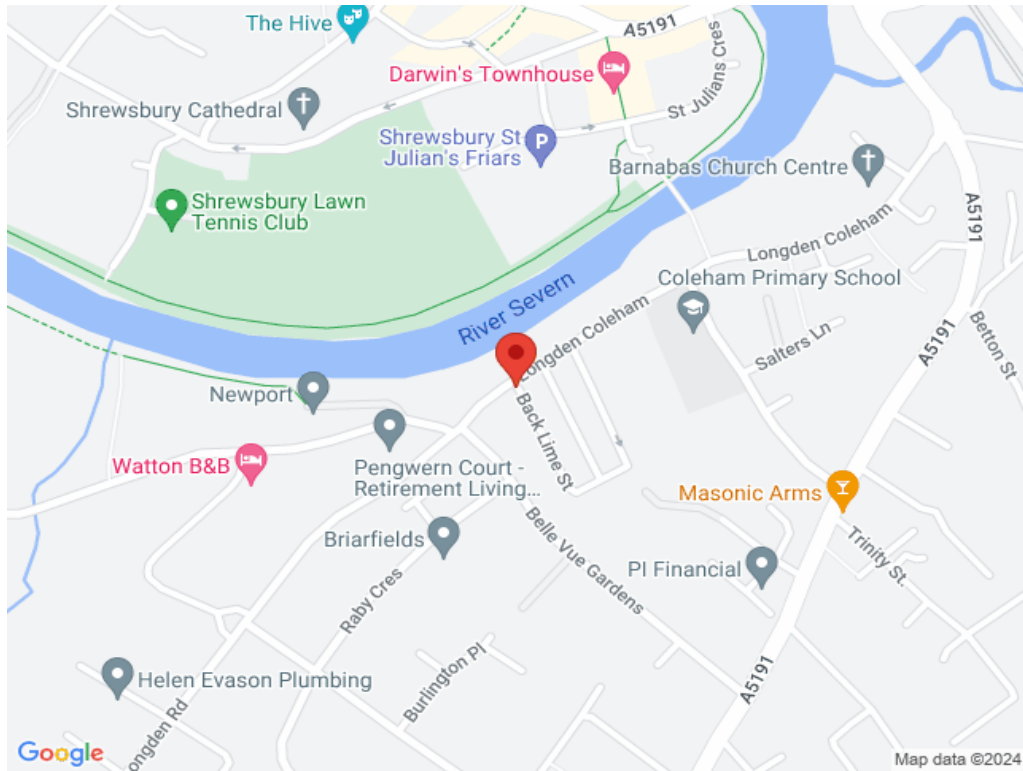 The Hive
A5191
Darwin's Townhouse
St Julians Cres
Shrewsbury Cathedral
Shrewsbury St
Julian's Friars
P
Barnabas Church Centre
Shrewsbury Lawn
Tennis Club
A5191
Longden Coleham
Coleham Primary School
River Severn
Longden Coleham
Salters Ln
A5191
Betton St
Newport
Back Lime St
Watton B&B
Pengwern Court -
Retirement Living...
Masonic Arms
Briarfields
Belle Vue Gardens
PI Financial
Trinity St.
Raby Cres
Burlington Pl
A5191
Helen Evason Plumbing
Longden Rd
Google
Map data ©2024